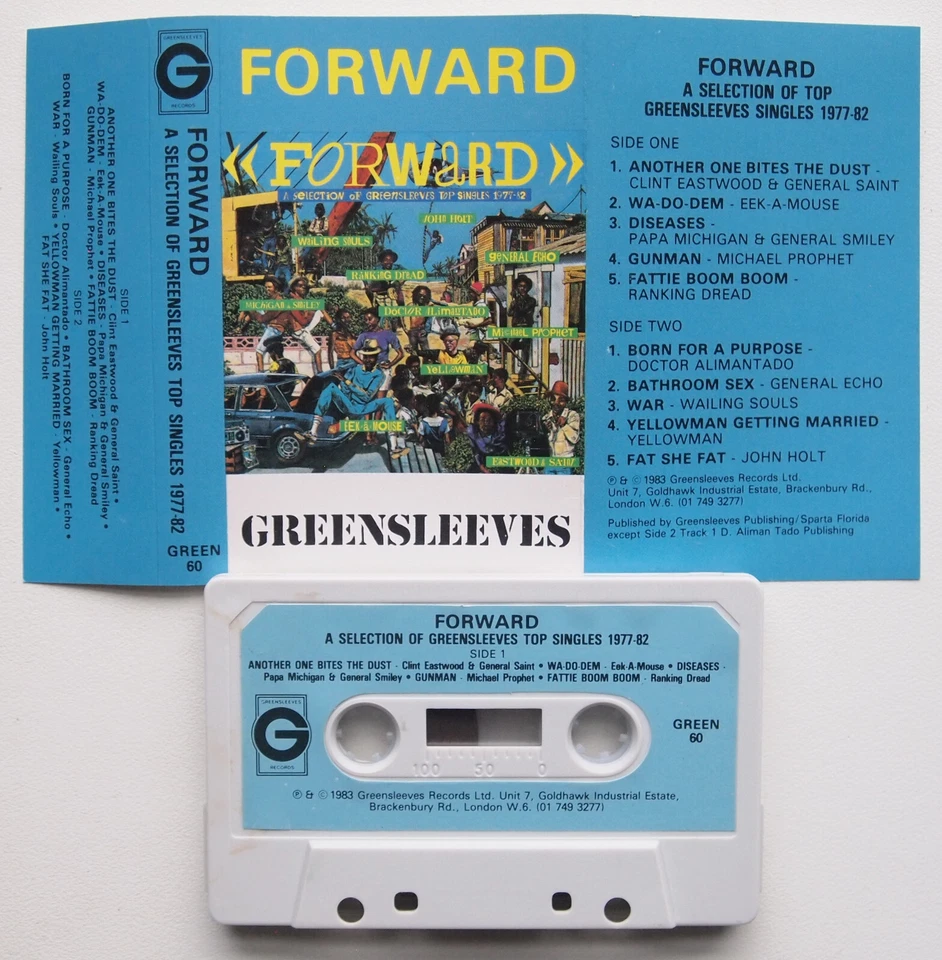 ANOTHER ONE BITES THE DUST - Clint Eastwood & General Saint •
WA-DO-DEM - Eek-A-Mouse • DISEASES - Papa Michigan & General Smiley •
GUNMAN - Michael Prophet • FATTIE BOOM BOOM - Ranking Dread
SIDE 1
SIDE 2
BORN FOR A PURPOSE - Doctor Alimantado • BATHROOM SEX - General Echo •
WAR - Wailing Souls • YELLOWMAN GETTING MARRIED - Yellowman •
FAT SHE FAT - John Holt
GREENSLEEVES
G
RECORDS
FORWARD
A SELECTION OF GREENSLEEVES TOP SINGLES 1977-82
GREEN
60
FORWARD
« FORWARD »
A SELECTION OF GREENSLEEVES TOP SINGLES 1977-82
JOHN HOLT
WAILING SOULS
GENERAL ECHO
RANKING DREAD
MICHIGAN & SMILEY
DOCTOR ALIMANTADO
MICHAEL PROPHET
YELLOWMAN
EEK-A-MOUSE
EASTWOOD & SAINT
GREENSLEEVES
FORWARD
A SELECTION OF TOP
GREENSLEEVES SINGLES 1977-82
SIDE ONE
1. ANOTHER ONE BITES THE DUST -
CLINT EASTWOOD & GENERAL SAINT
2. WA-DO-DEM - EEK-A-MOUSE
3. DISEASES -
PAPA MICHIGAN & GENERAL SMILEY
4. GUNMAN - MICHAEL PROPHET
5. FATTIE BOOM BOOM -
RANKING DREAD
SIDE TWO
1. BORN FOR A PURPOSE -
DOCTOR ALIMANTADO
2. BATHROOM SEX - GENERAL ECHO
3. WAR - WAILING SOULS
4. YELLOWMAN GETTING MARRIED -
YELLOWMAN
5. FAT SHE FAT - JOHN HOLT
℗ & © 1983 Greensleeves Records Ltd.
Unit 7, Goldhawk Industrial Estate, Brackenbury Rd.,
London W.6. (01 749 3277)
Published by Greensleeves Publishing/Sparta Florida
except Side 2 Track 1 D. Aliman Tado Publishing
FORWARD
A SELECTION OF GREENSLEEVES TOP SINGLES 1977-82
SIDE 1
ANOTHER ONE BITES THE DUST - Clint Eastwood & General Saint • WA-DO-DEM - Eek-A-Mouse • DISEASES -
Papa Michigan & General Smiley • GUNMAN - Michael Prophet • FATTIE BOOM BOOM - Ranking Dread
GREENSLEEVES
G
RECORDS
GREEN
60
100 50 0
℗ & © 1983 Greensleeves Records Ltd. Unit 7, Goldhawk Industrial Estate,
Brackenbury Rd., London W.6. (01 749 3277)